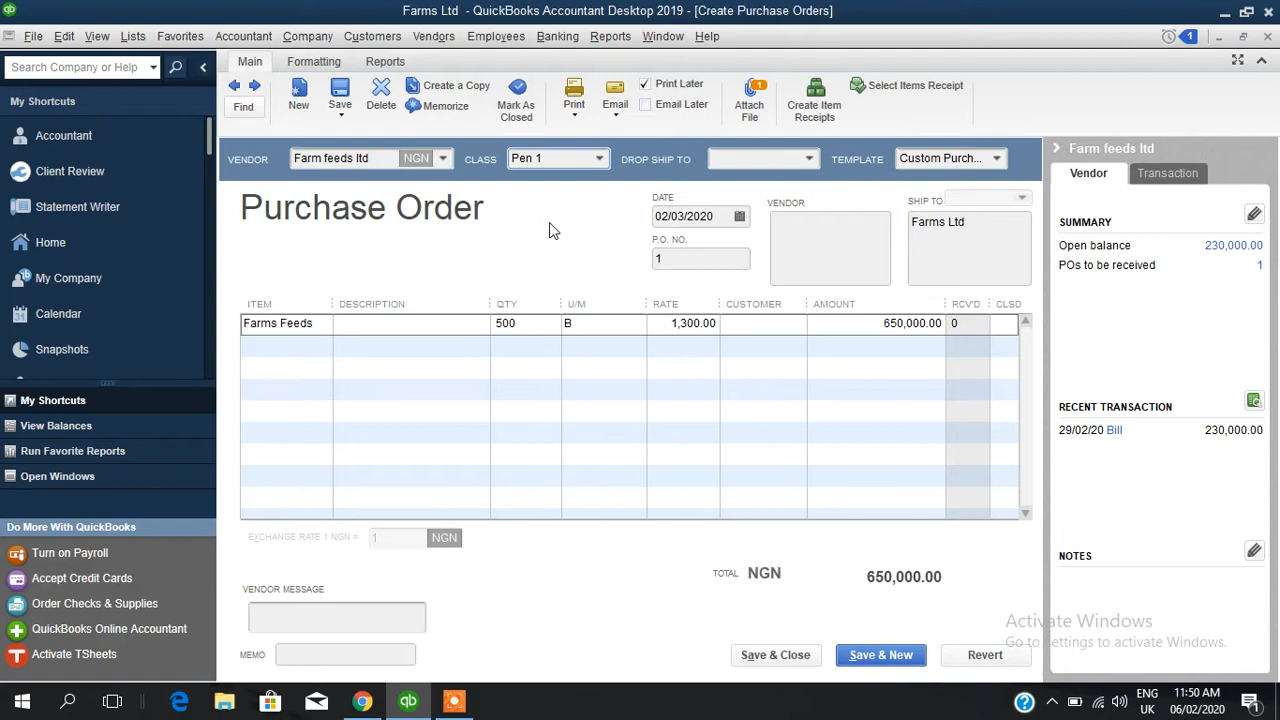 Farms Ltd - QuickBooks Accountant Desktop 2019 - [Create Purchase Orders]
File Edit View Lists Favorites Accountant Company Customers Vendors Employees Banking Reports Window Help 1
Search Company or Help
My Shortcuts
Accountant
Client Review
Statement Writer
Home
My Company
Calendar
Snapshots
My Shortcuts
View Balances
Run Favorite Reports
Open Windows
Do More With QuickBooks
Turn on Payroll
Accept Credit Cards
Order Checks & Supplies
QuickBooks Online Accountant
Activate TSheets
Main Formatting Reports
Find New Save Delete Create a Copy Memorize Mark As Closed Print Email Print Later Email Later Attach File 1 Create Item Receipts Select Items Receipt
VENDOR Farm feeds ltd NGN CLASS Pen 1 DROP SHIP TO TEMPLATE Custom Purch...
Purchase Order
DATE
02/03/2020
P.O. NO.
1
VENDOR
SHIP TO
Farms Ltd
ITEM DESCRIPTION QTY U/M RATE CUSTOMER AMOUNT RCV'D CLSD
Farms Feeds 500 B 1,300.00 650,000.00 0
EXCHANGE RATE 1 NGN = 1 NGN
TOTAL NGN 650,000.00
VENDOR MESSAGE
MEMO
Save & Close Save & New Revert
Farm feeds ltd
Vendor Transaction
SUMMARY
Open balance 230,000.00
POs to be received 1
RECENT TRANSACTION
29/02/20 Bill 230,000.00
NOTES
Activate Windows
Go to Settings to activate Windows.
ENG
UK
11:50 AM
06/02/2020
1